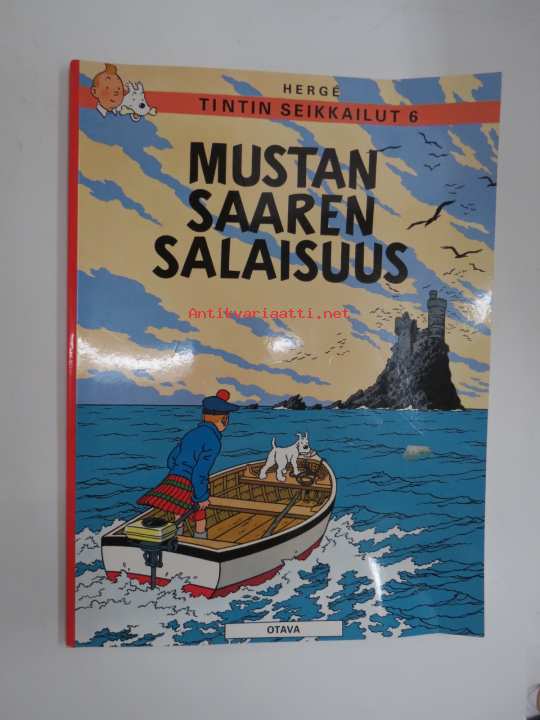 HERGÉ
TINTIN SEIKKAILUT 6
MUSTAN
SAAREN
SALAISUUS
Antikvariaatti.net
OTAVA